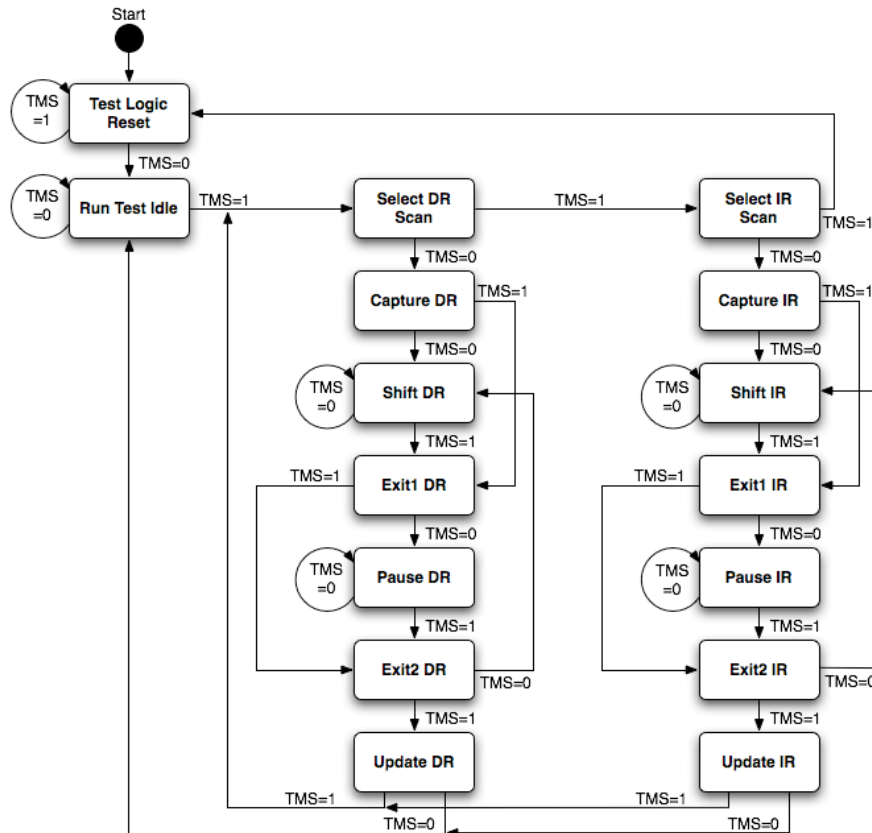 Start
TMS
=1
Test Logic
Reset
TMS=0
TMS
=0
Run Test Idle
TMS=1
Select DR
Scan
TMS=1
Select IR
Scan
TMS=1
TMS=0
TMS=0
Capture DR
TMS=1
Capture IR
TMS=1
TMS=0
TMS=0
TMS
=0
Shift DR
TMS
=0
Shift IR
TMS=1
TMS=1
TMS=1
Exit1 DR
TMS=1
Exit1 IR
TMS=0
TMS=0
TMS
=0
Pause DR
TMS
=0
Pause IR
TMS=1
TMS=1
Exit2 DR
TMS=0
Exit2 IR
TMS=0
TMS=1
TMS=1
Update DR
Update IR
TMS=1
TMS=1
TMS=0
TMS=0